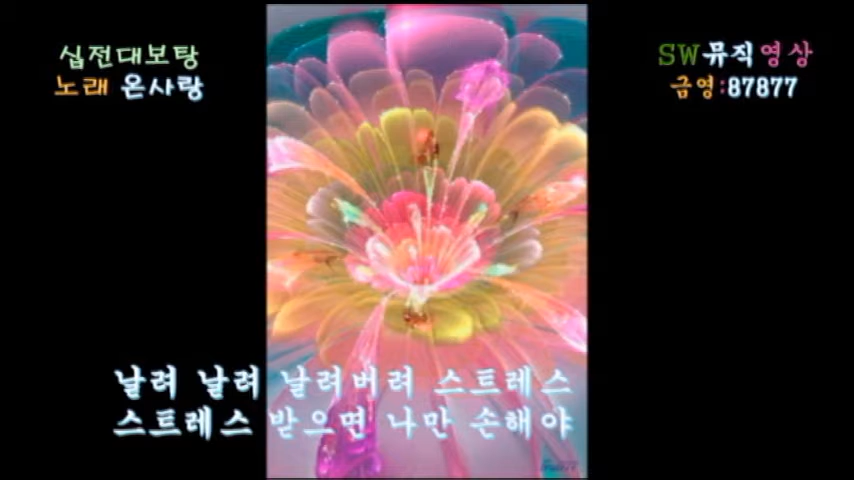 십전대보탕
노래 온사랑
SW뮤직영상
금영:87877
날려 날려 날려버려 스트레스
스트레스 받으면 나만 손해야